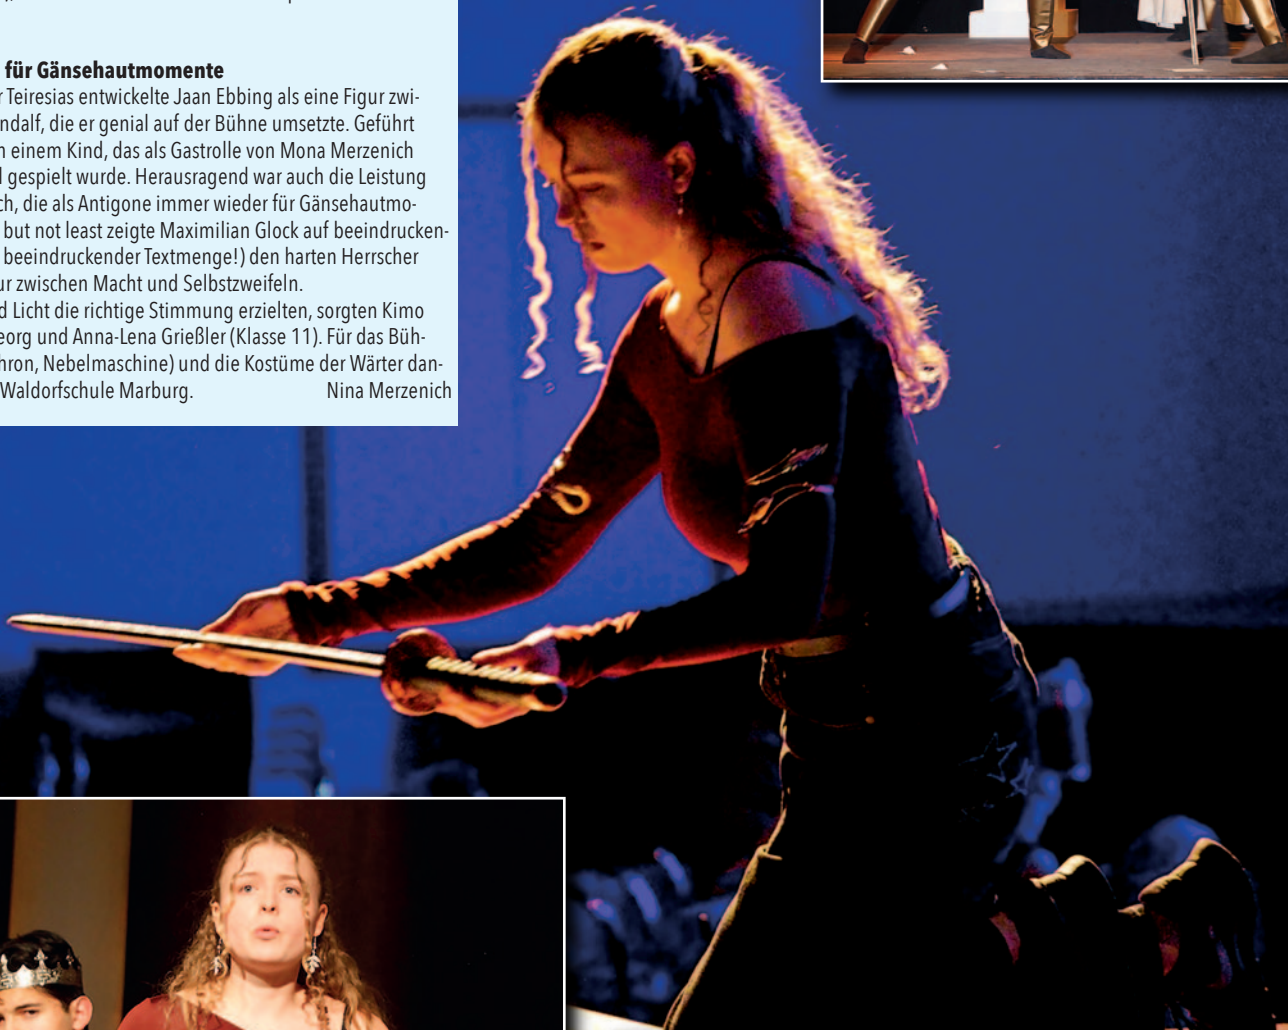 für Gänsehautmomente
Teiresias entwickelte Jaan Ebbing als eine Figur zwi-
ndalf, die er genial auf der Bühne umsetzte. Geführt
einem Kind, das als Gastrolle von Mona Merzenich
gespielt wurde. Herausragend war auch die Leistung
ch, die als Antigone immer wieder für Gänsehautmo-
but not least zeigte Maximilian Glock auf beeindrucken-
beeindruckender Textmenge!) den harten Herrscher
ur zwischen Macht und Selbstzweifeln.
d Licht die richtige Stimmung erzielten, sorgten Kimo
eorg und Anna-Lena Grießler (Klasse 11). Für das Büh-
hron, Nebelmaschine) und die Kostüme der Wärter dan-
Waldorfschule Marburg. Nina Merzenich